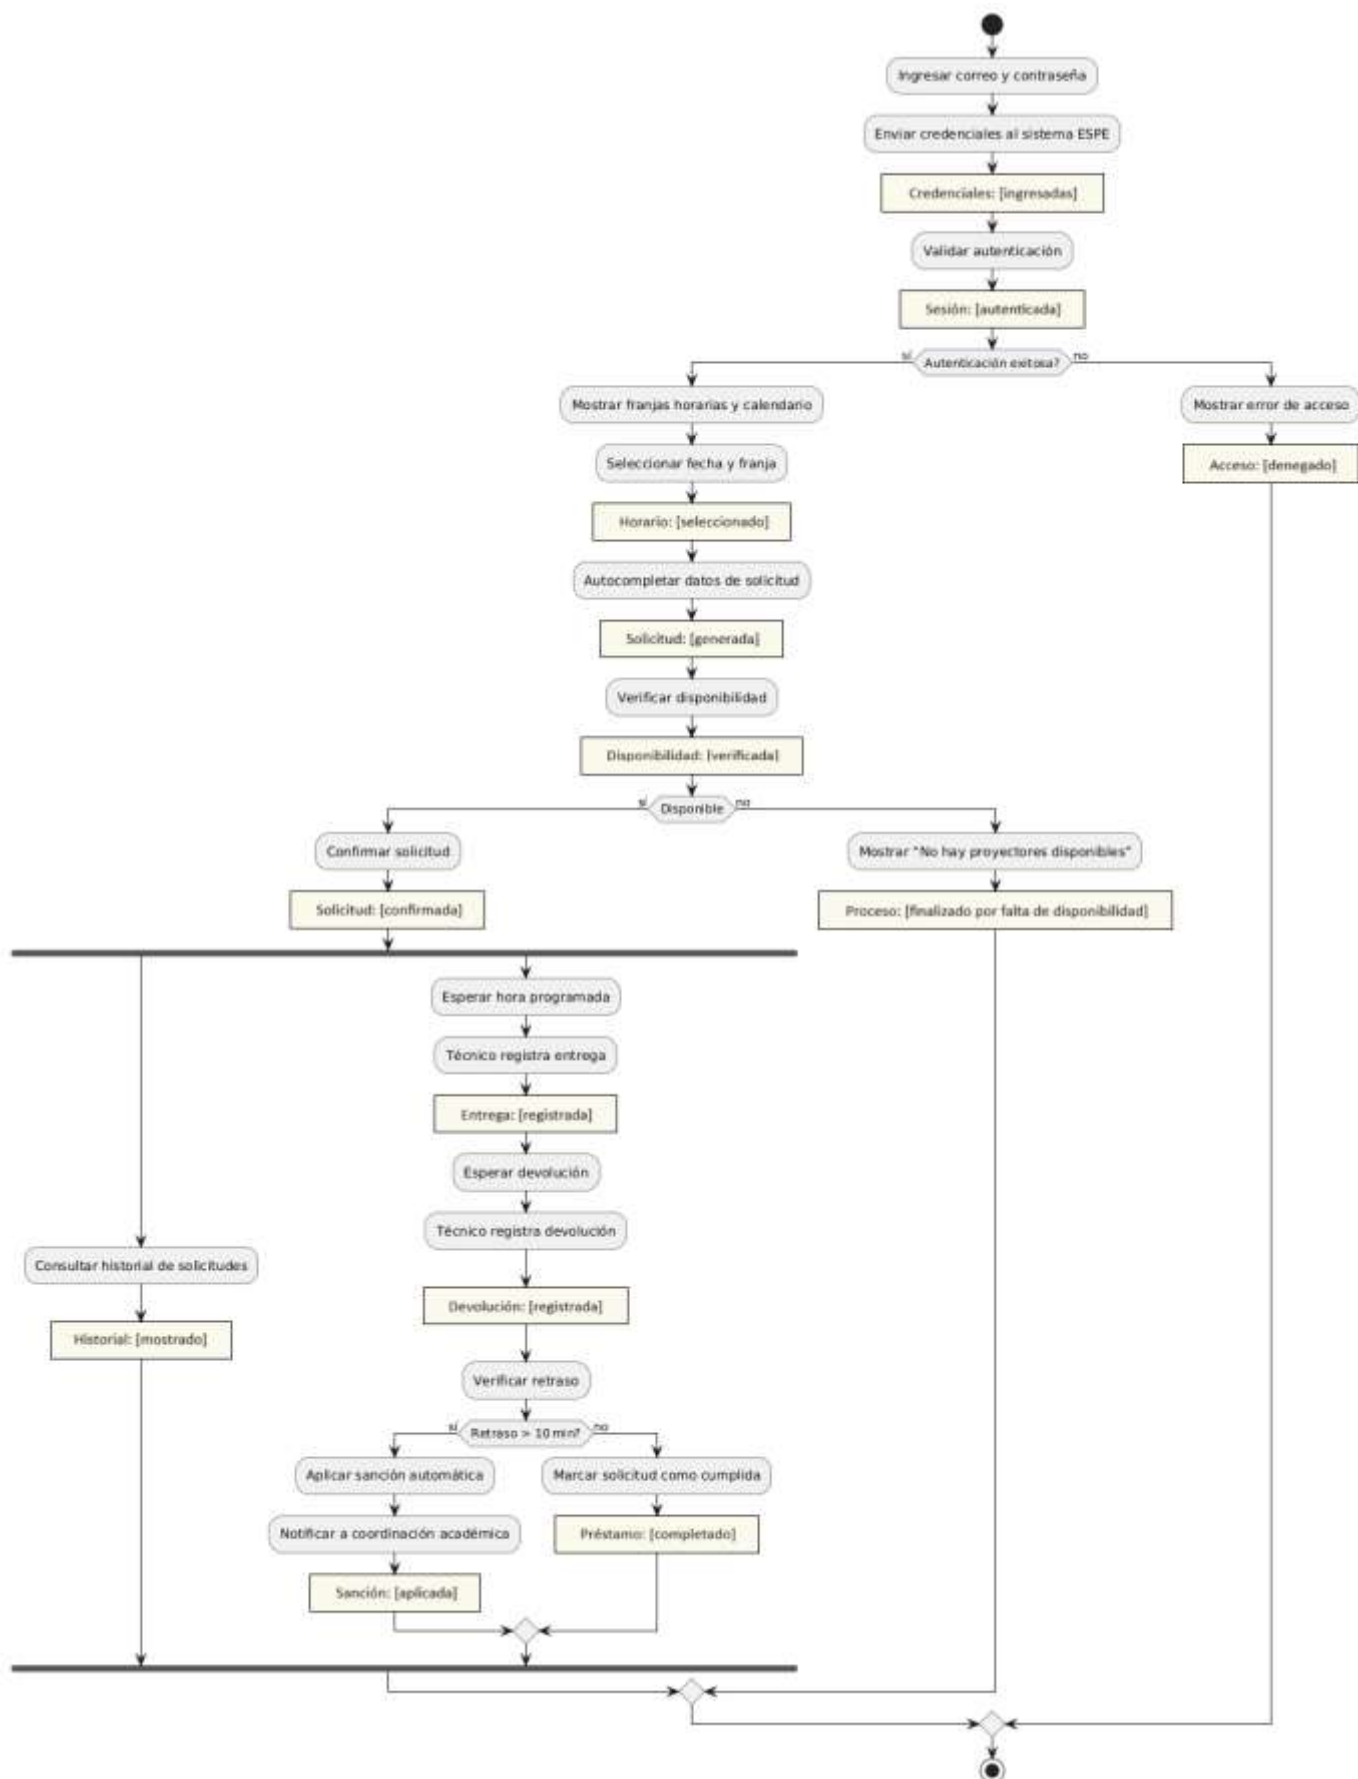 Ingresar correo y contraseña
Enviar credenciales al sistema ESPE
Credenciales: [ingresadas]
Validar autenticación
Sesión: [autenticada]
sí
Autenticación exitosa?
no
Mostrar franjas horarias y calendario
Mostrar error de acceso
Seleccionar fecha y franja
Acceso: [denegado]
Horario: [seleccionado]
Autocompletar datos de solicitud
Solicitud: [generada]
Verificar disponibilidad
Disponibilidad: [verificada]
sí
Disponible
no
Confirmar solicitud
Mostrar "No hay proyectores disponibles"
Solicitud: [confirmada]
Proceso: [finalizado por falta de disponibilidad]
Esperar hora programada
Técnico registra entrega
Entrega: [registrada]
Esperar devolución
Técnico registra devolución
Consultar historial de solicitudes
Devolución: [registrada]
Historial: [mostrado]
Verificar retraso
sí
Retraso > 10 min?
no
Aplicar sanción automática
Marcar solicitud como cumplida
Notificar a coordinación académica
Préstamo: [completado]
Sanción: [aplicada]